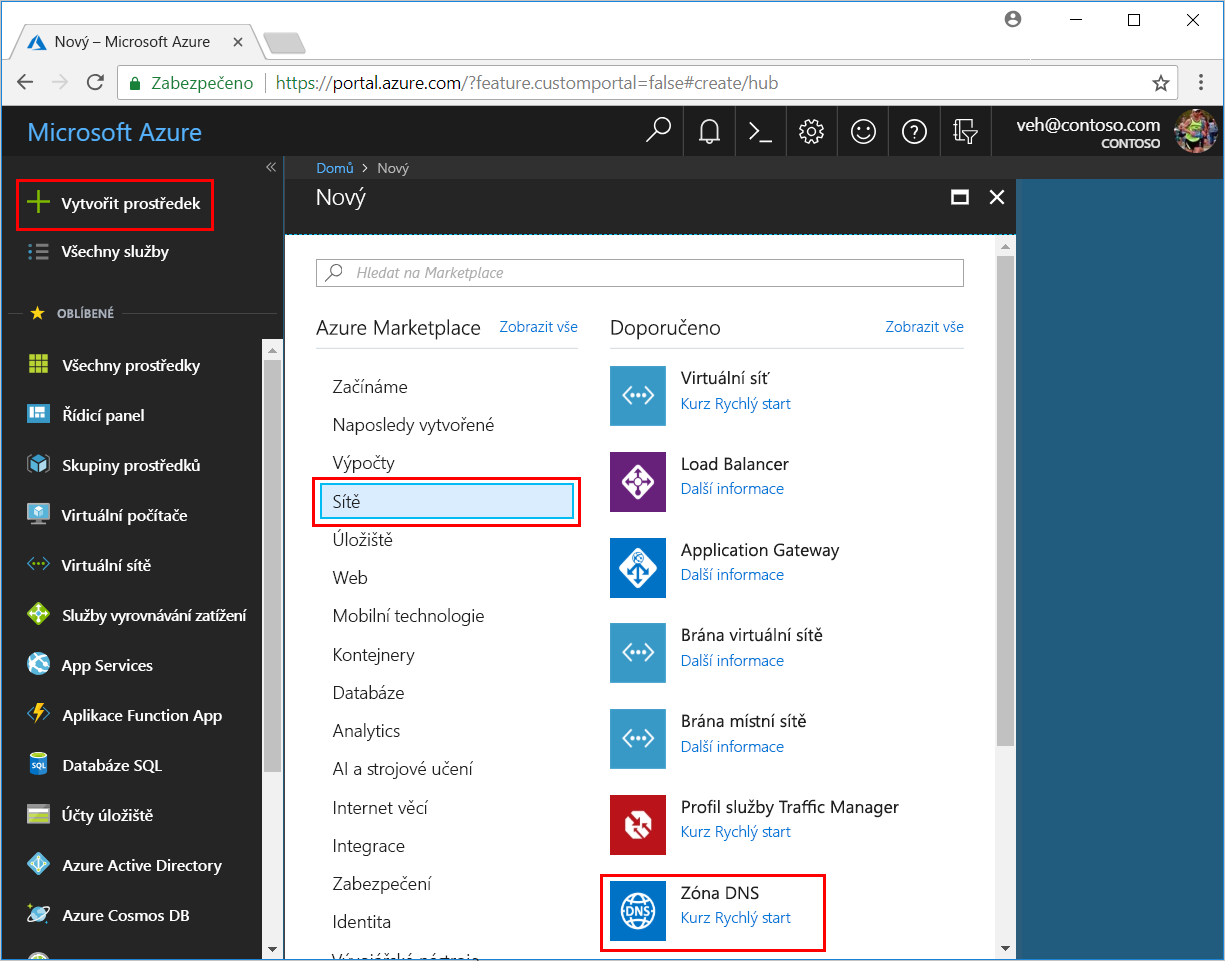 Nový – Microsoft Azure
Zabezpečeno
https://portal.azure.com/?feature.customportal=false#create/hub
Microsoft Azure
veh@contoso.com
CONTOSO
Vytvořit prostředek
Všechny služby
OBLÍBENÉ
Všechny prostředky
Řídicí panel
Skupiny prostředků
Virtuální počítače
Virtuální sítě
Služby vyrovnávání zatížení
App Services
Aplikace Function App
Databáze SQL
SQL
Účty úložiště
Azure Active Directory
Azure Cosmos DB
Domů > Nový
Nový
Hledat na Marketplace
Azure Marketplace
Zobrazit vše
Začínáme
Naposledy vytvořené
Výpočty
Sítě
Úložiště
Web
Mobilní technologie
Kontejnery
Databáze
Analytics
AI a strojové učení
Internet věcí
Integrace
Zabezpečení
Identita
Vývojářské nástroje
Doporučeno
Zobrazit vše
Virtuální síť
Kurz Rychlý start
Load Balancer
Další informace
Application Gateway
Další informace
Brána virtuální sítě
Další informace
Brána místní sítě
Další informace
Profil služby Traffic Manager
Kurz Rychlý start
DNS
Zóna DNS
Kurz Rychlý start